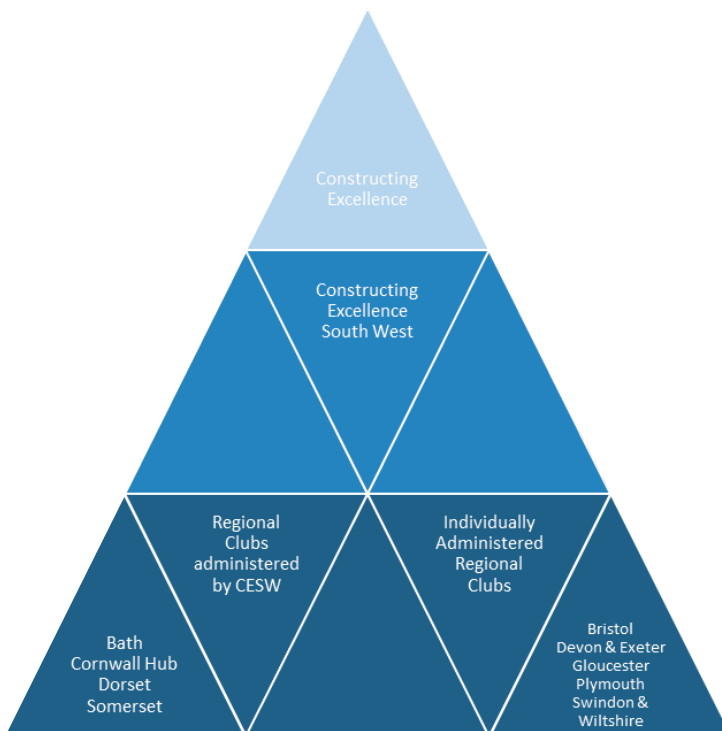 Constructing
Excellence
Constructing
Excellence
South West
Regional
Clubs
administered
by CESW
Individually
Administered
Regional
Clubs
Bath
Cornwall Hub
Dorset
Somerset
Bristol
Devon & Exeter
Gloucester
Plymouth
Swindon &
Wiltshire